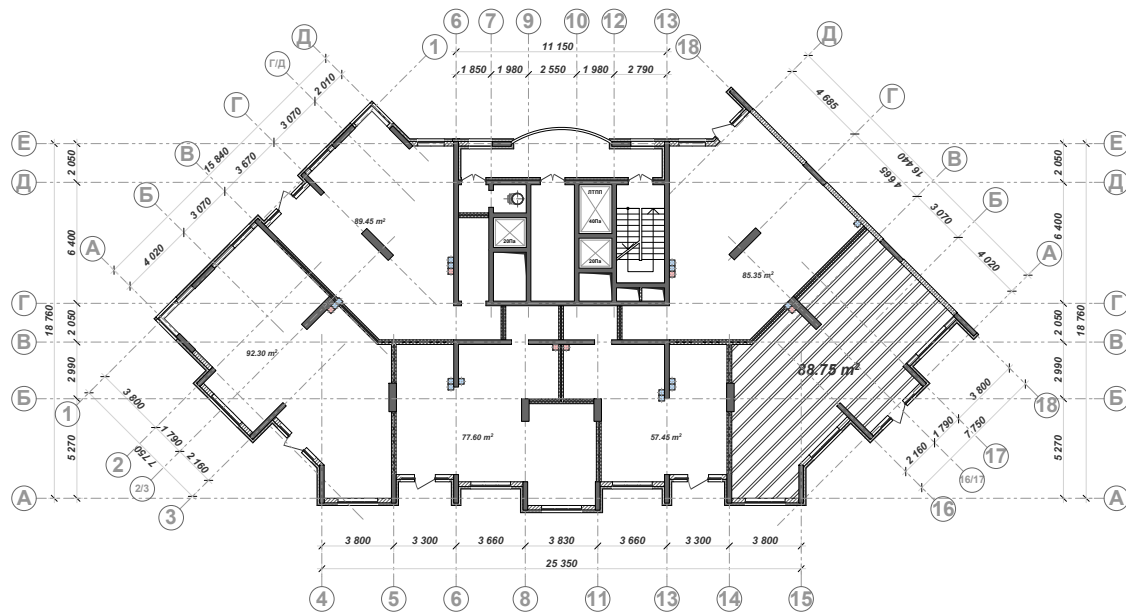 6
7
9
10
12
13
18
Д
1
Д
11 150
Г/Д
1 850
1 980
2 550
1 980
2 790
2 010
4 685
Г
3 070
Г
15 840
3 670
16 440
Е
Е
2 050
2 050
В
4 665
В
Д
Д
3 070
3 070
ПТПП
Б
Б
40Па
6 400
6 400
89.45 m²
85.35 m²
4 020
4 020
А
А
20Па
20Па
Г
Г
18 760
2 050
2 050
18 760
В
В
92.30 m²
88.75 m²
2 990
2 990
3 800
3 800
Б
Б
1
18
1 790
7 750
77.60 m²
57.45 m²
7 750
1 790
5 270
5 270
2
2 160
2 160
17
2/3
16/17
А
А
3
16
3 800
3 300
3 660
3 830
3 660
3 300
3 800
25 350
4
5
6
8
11
13
14
15